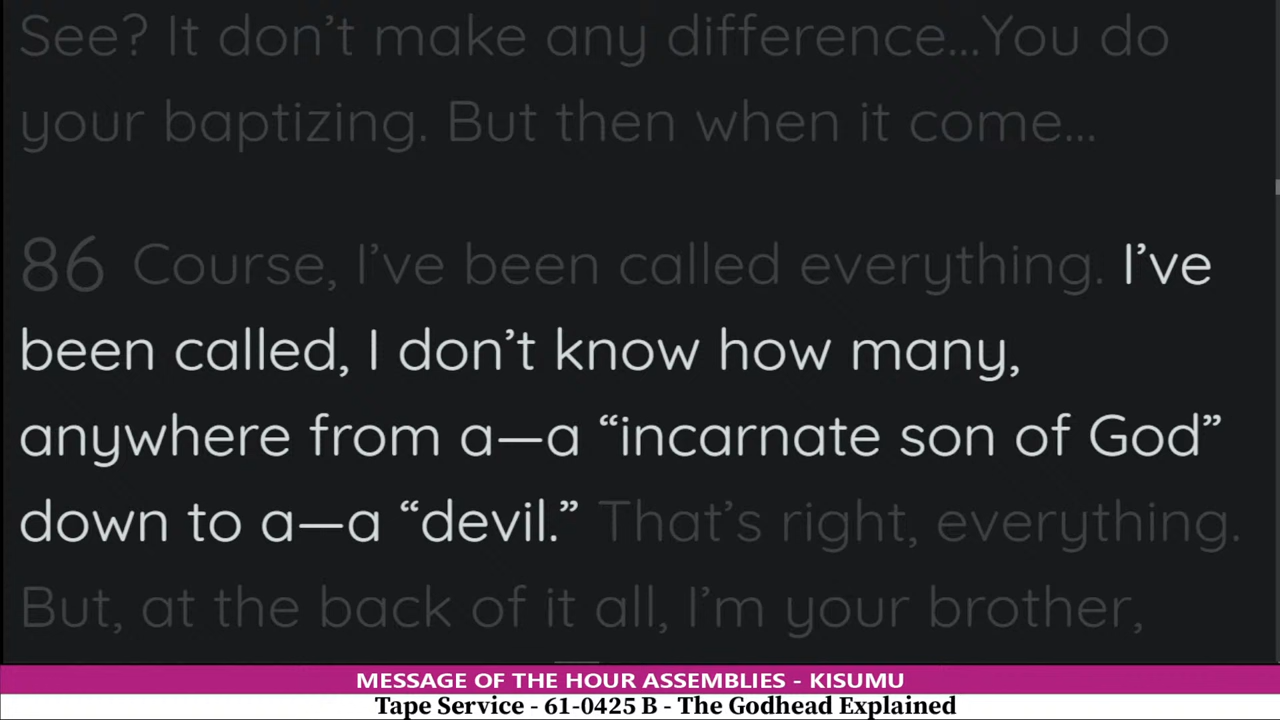 See? It don’t make any difference...You do
your baptizing. But then when it come...
86 Course, I’ve been called everything. I’ve
been called, I don’t know how many,
anywhere from a—a “incarnate son of God”
down to a—a “devil.” That’s right, everything.
But, at the back of it all, I’m your brother,
MESSAGE OF THE HOUR ASSEMBLIES - KISUMU
Tape Service - 61-0425 B - The Godhead Explained